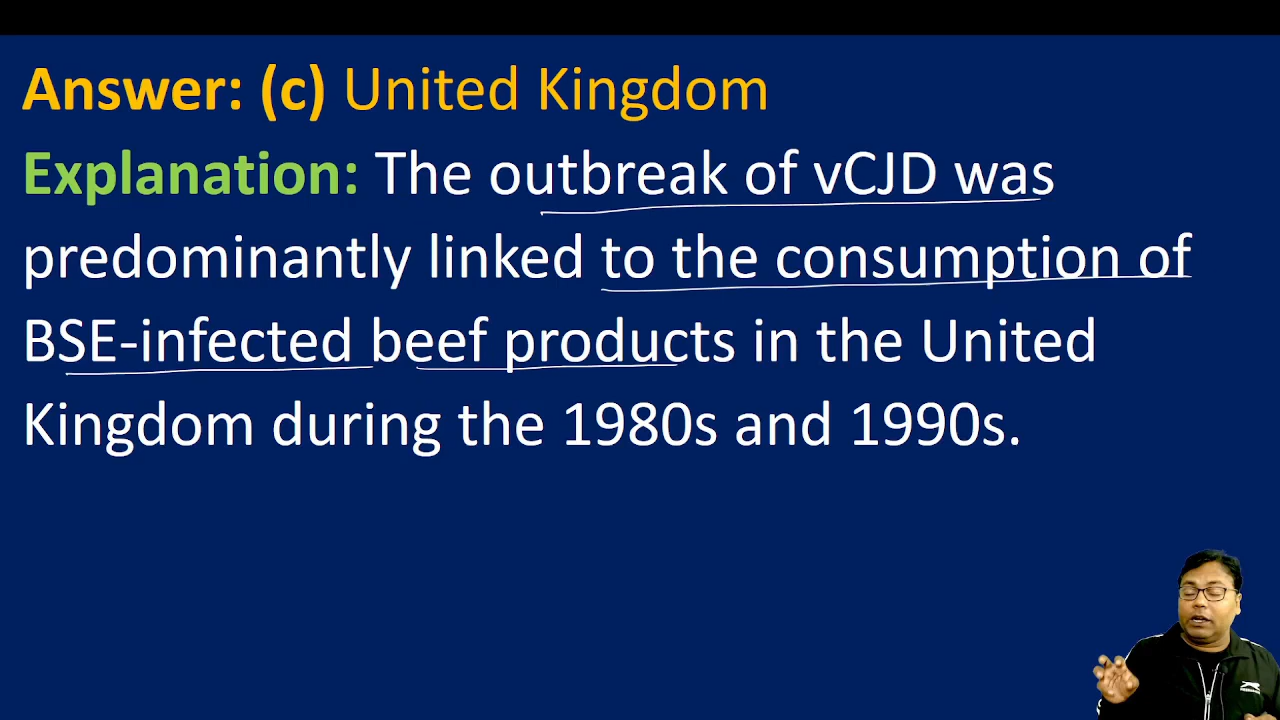 Answer: (c) United Kingdom
Explanation: The outbreak of vCJD was
predominantly linked to the consumption of
BSE-infected beef products in the United
Kingdom during the 1980s and 1990s.